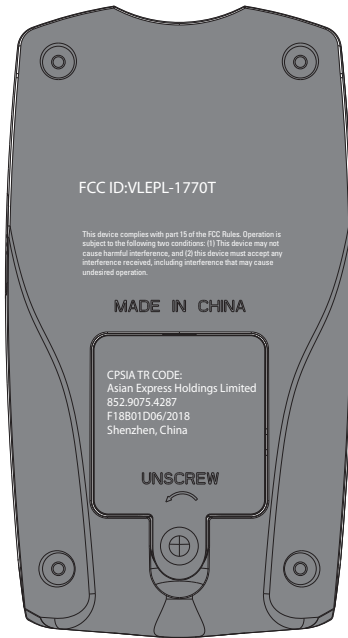 FCC ID:VLEPL-1770T
This device complies with part 15 of the FCC Rules. Operation is
subject to the following two conditions: (1) This device may not
cause harmful interference, and (2) this device must accept any
interference received, including interference that may cause
undesired operation.
MADE IN CHINA
CPSIA TR CODE:
Asian Express Holdings Limited
852.9075.4287
F18B01D06/2018
Shenzhen, China
UNSCREW